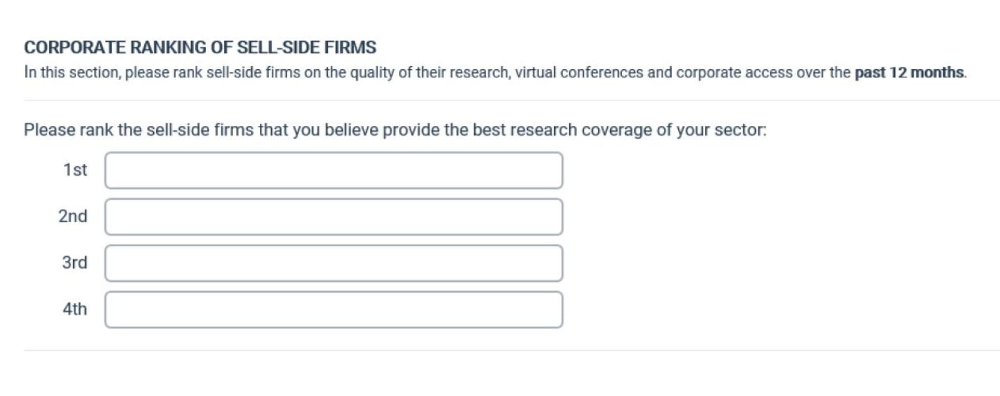 CORPORATE RANKING OF SELL-SIDE FIRMS
In this section, please rank sell-side firms on the quality of their research, virtual conferences and corporate access over the past 12 months.
Please rank the sell-side firms that you believe provide the best research coverage of your sector:
1st
2nd
3rd
4th